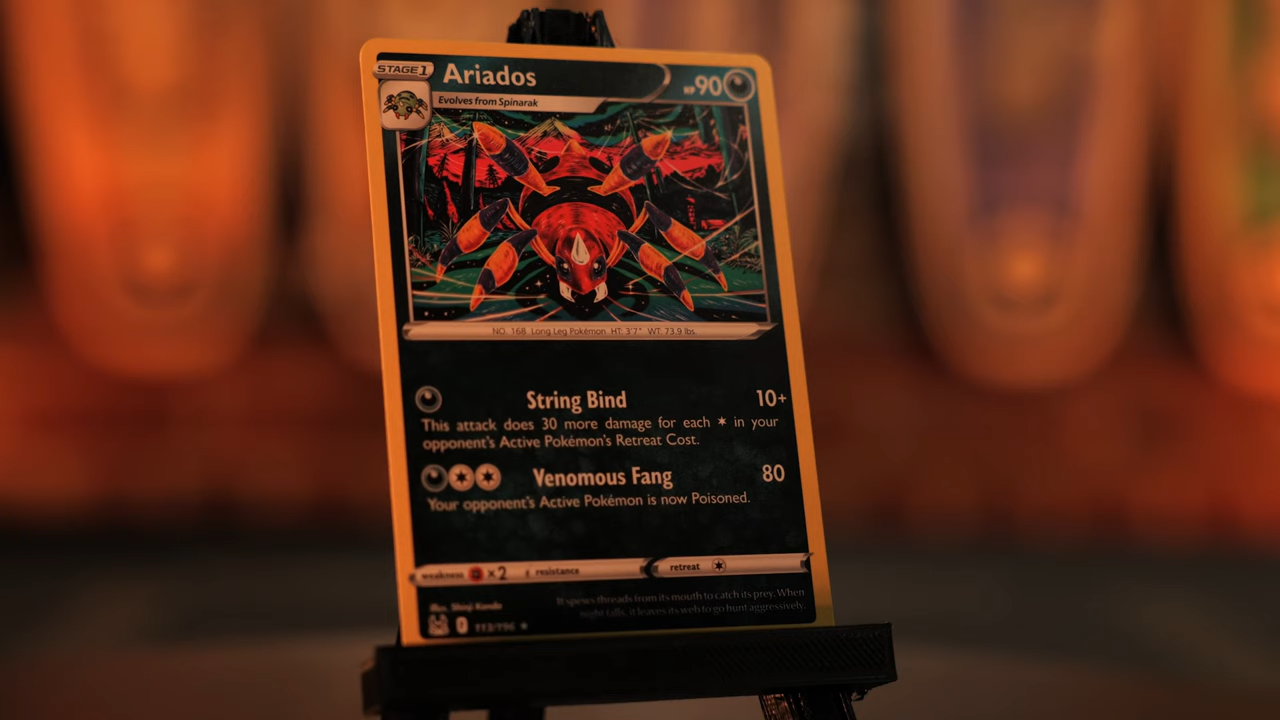 STAGE 1
Ariados
HP 90
Evolves from Spinarak
NO. 168 Long Leg Pokémon HT: 3'7" WT: 73.9 lbs.
String Bind 10+
This attack does 30 more damage for each in your
opponent's Active Pokémon's Retreat Cost.
Venomous Fang 80
Your opponent's Active Pokémon is now Poisoned.
weakness ×2 resistance retreat
Illus. Shinji Kanda
It spews threads from its mouth to catch its prey. When
night falls, it leaves its web to go hunt aggressively.
113/196 ★